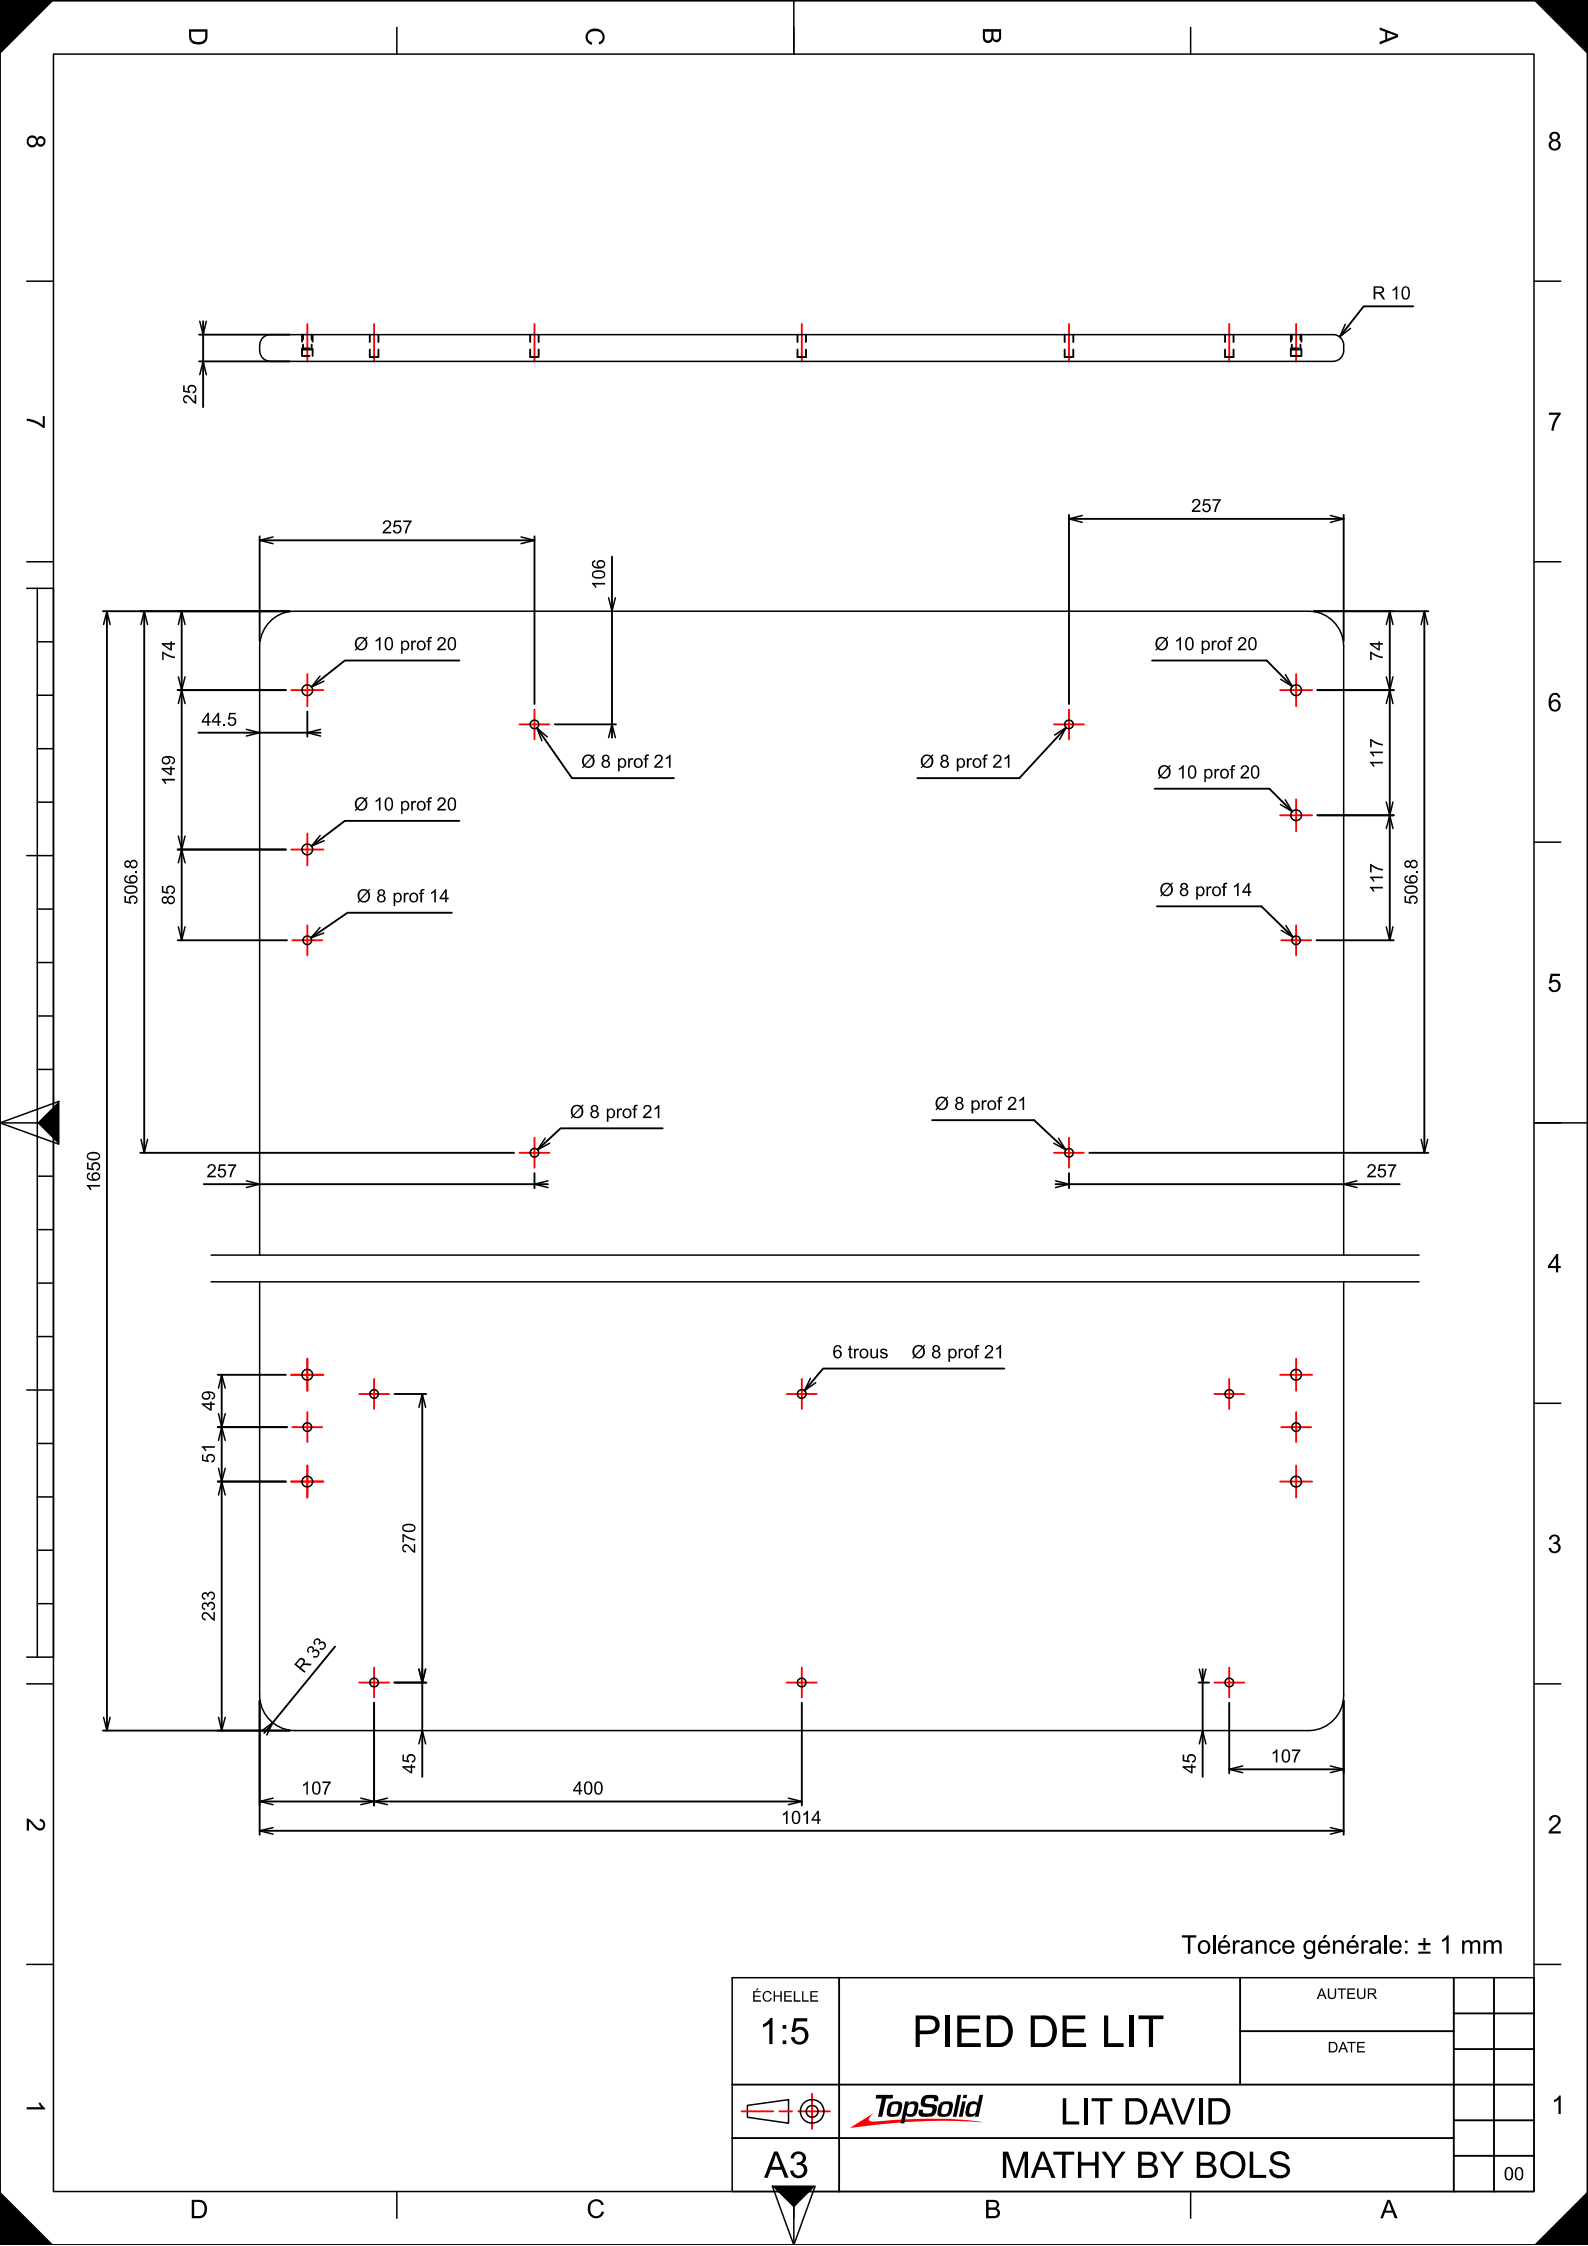 D C B A
8 8
R 10
25
7 7
257 257
106
74 Ø 10 prof 20 Ø 10 prof 20 74
44.5 6
149 Ø 8 prof 21 Ø 8 prof 21 Ø 10 prof 20 117
Ø 10 prof 20
506.8 85 Ø 8 prof 14 Ø 8 prof 14 117 506.8
5
Ø 8 prof 21 Ø 8 prof 21
1650 257 257
4
6 trous Ø 8 prof 21
49
51
270 3
233
R 33
45 45 107
107 400
1014
2 2
Tolérance générale: ± 1 mm
ÉCHELLE
1:5
PIED DE LIT
AUTEUR
DATE
1 1
TopSolid LIT DAVID
A3 MATHY BY BOLS 00
D C B A